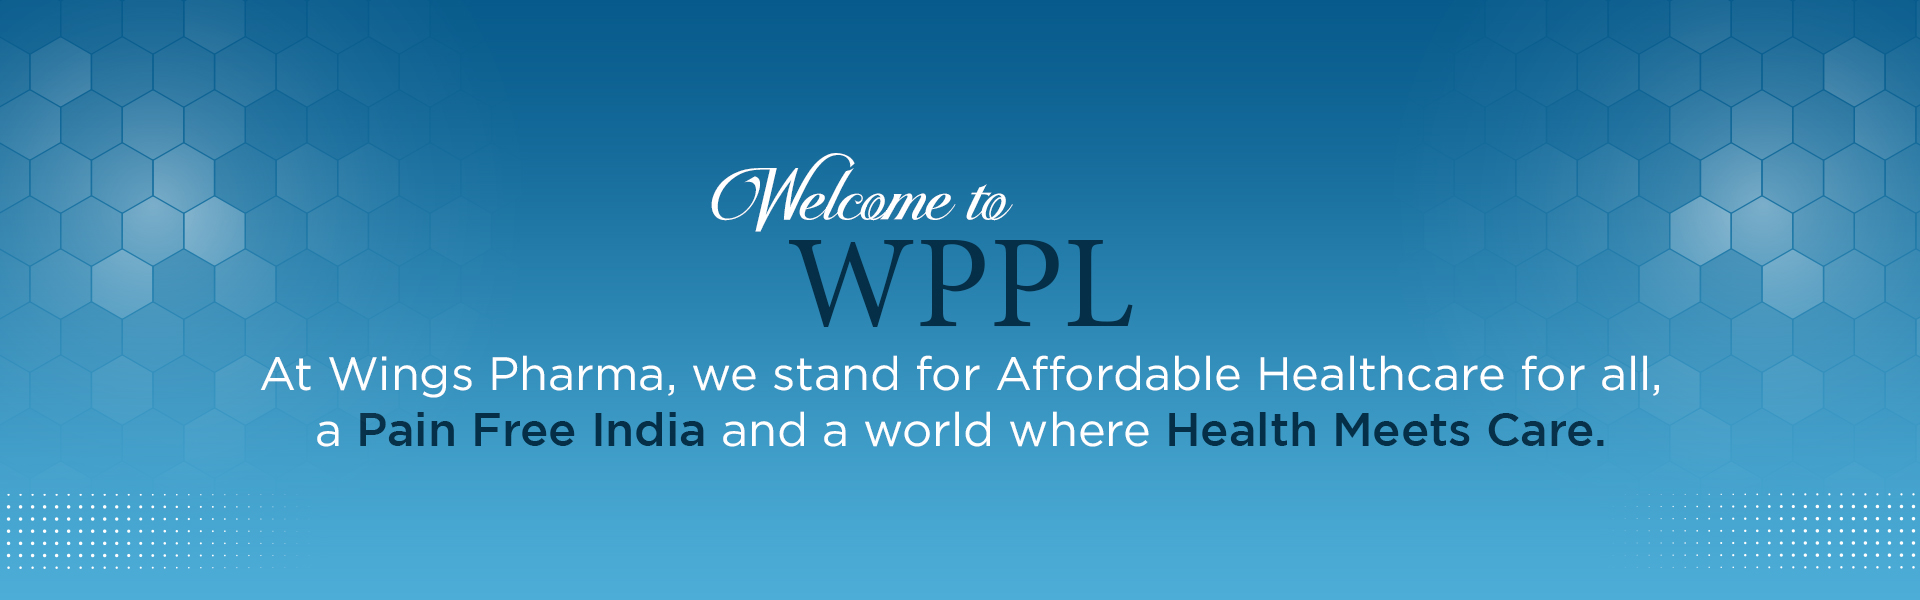 Welcome to
WPPL
At Wings Pharma, we stand for Affordable Healthcare for all,
a Pain Free India and a world where Health Meets Care.